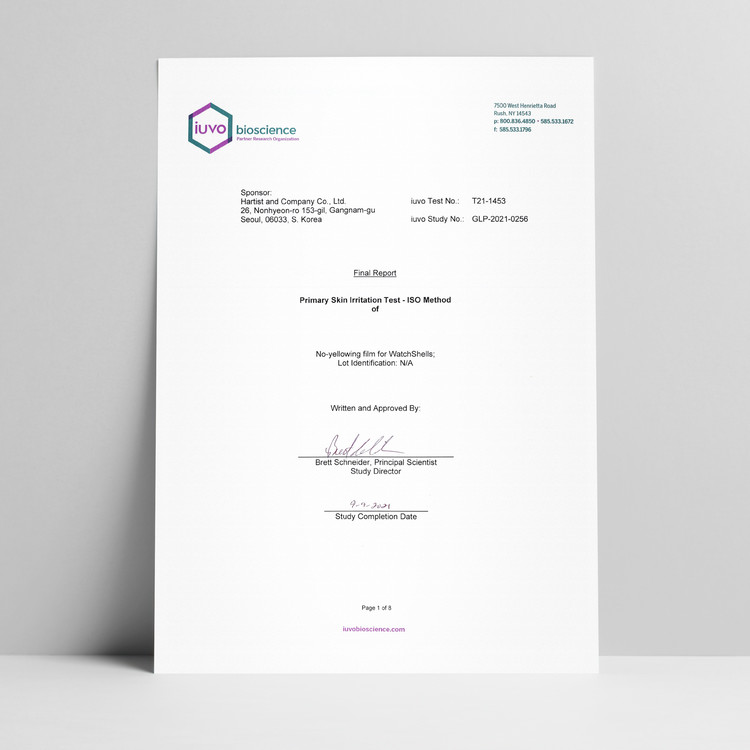 iuvo
bioscience
Partner Research Organization
7500 West Henrietta Road
Rush, NY 14543
p: 800.836.4850 • 585.533.1672
f: 585.533.1796
Sponsor:
Hartist and Company Co., Ltd.
26, Nonhyeon-ro 153-gil, Gangnam-gu
Seoul, 06033, S. Korea
iuvo Test No.: T21-1453
iuvo Study No.: GLP-2021-0256
Final Report
Primary Skin Irritation Test - ISO Method
of
No-yellowing film for WatchShells;
Lot Identification: N/A
Written and Approved By:
Brett Schneider, Principal Scientist
Study Director
Study Completion Date
Page 1 of 8
iuvobioscience.com